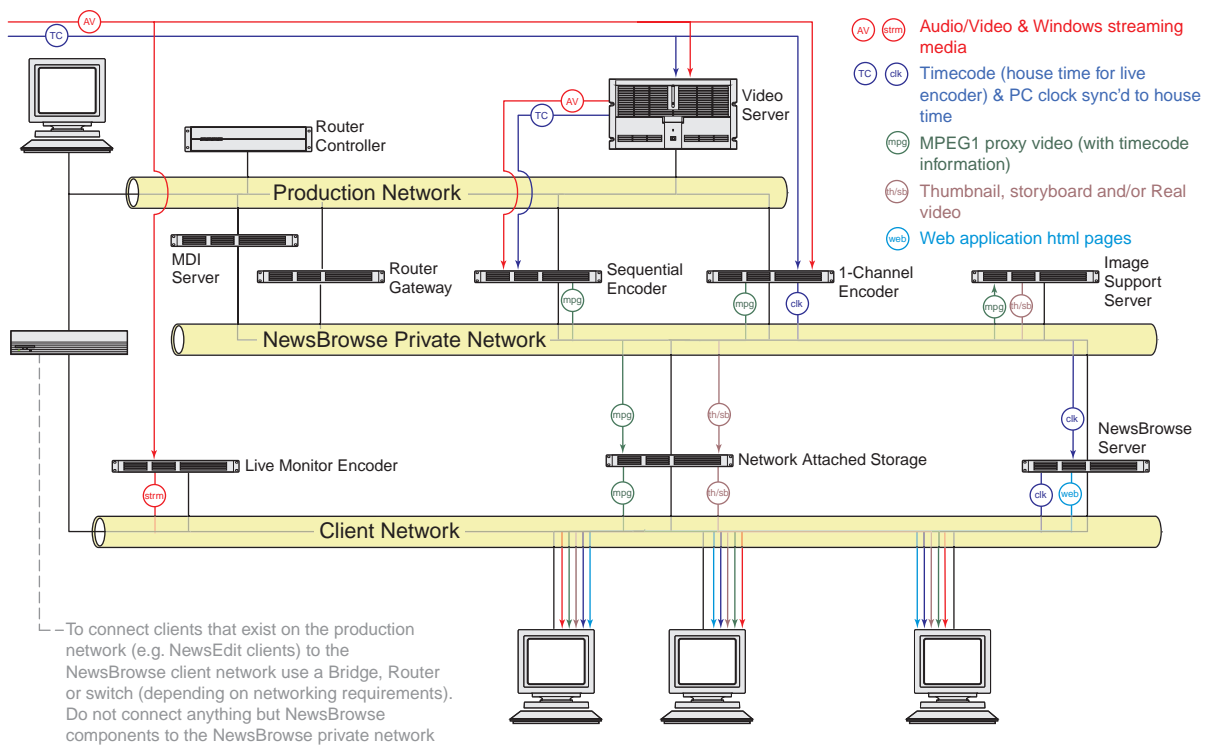 AV
TC
AV
TC
Router
Controller
Video
Server
AV strm Audio/Video & Windows streaming
media
TC clk Timecode (house time for live
encoder) & PC clock sync'd to house
time
mpg MPEG1 proxy video (with timecode
information)
th/sb Thumbnail, storyboard and/or Real
video
web Web application html pages
Production Network
MDI
Server
Router
Gateway
Sequential
Encoder
1-Channel
Encoder
Image
Support
Server
mpg
mpg
clk
mpg
th/sb
NewsBrowse Private Network
mpg
th/sb
clk
Live Monitor Encoder
Network Attached Storage
NewsBrowse
Server
strm
mpg
th/sb
clk
web
Client Network
To connect clients that exist on the production
network (e.g. NewsEdit clients) to the
NewsBrowse client network use a Bridge, Router
or switch (depending on networking requirements).
Do not connect anything but NewsBrowse
components to the NewsBrowse private network